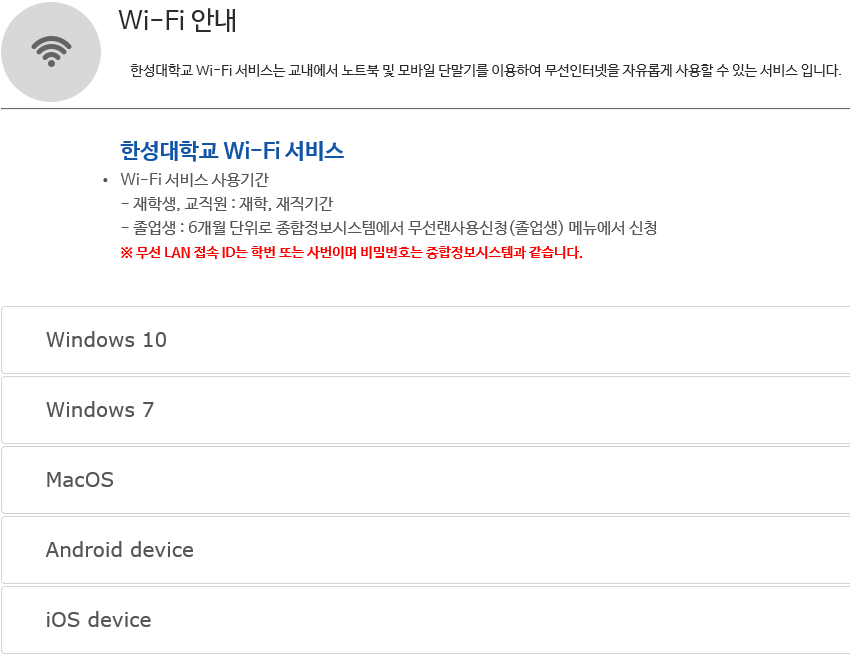 Wi-Fi 안내
한성대학교 Wi-Fi 서비스는 교내에서 노트북 및 모바일 단말기를 이용하여 무선인터넷을 자유롭게 사용할 수 있는 서비스 입니다.
한성대학교 Wi-Fi 서비스
• Wi-Fi 서비스 사용기간
- 재학생, 교직원 : 재학, 재직기간
- 졸업생 : 6개월 단위로 종합정보시스템에서 무선랜사용신청(졸업생) 메뉴에서 신청
※ 무선 LAN 접속 ID는 학번 또는 사번이며 비밀번호는 종합정보시스템과 같습니다.
Windows 10
Windows 7
MacOS
Android device
iOS device